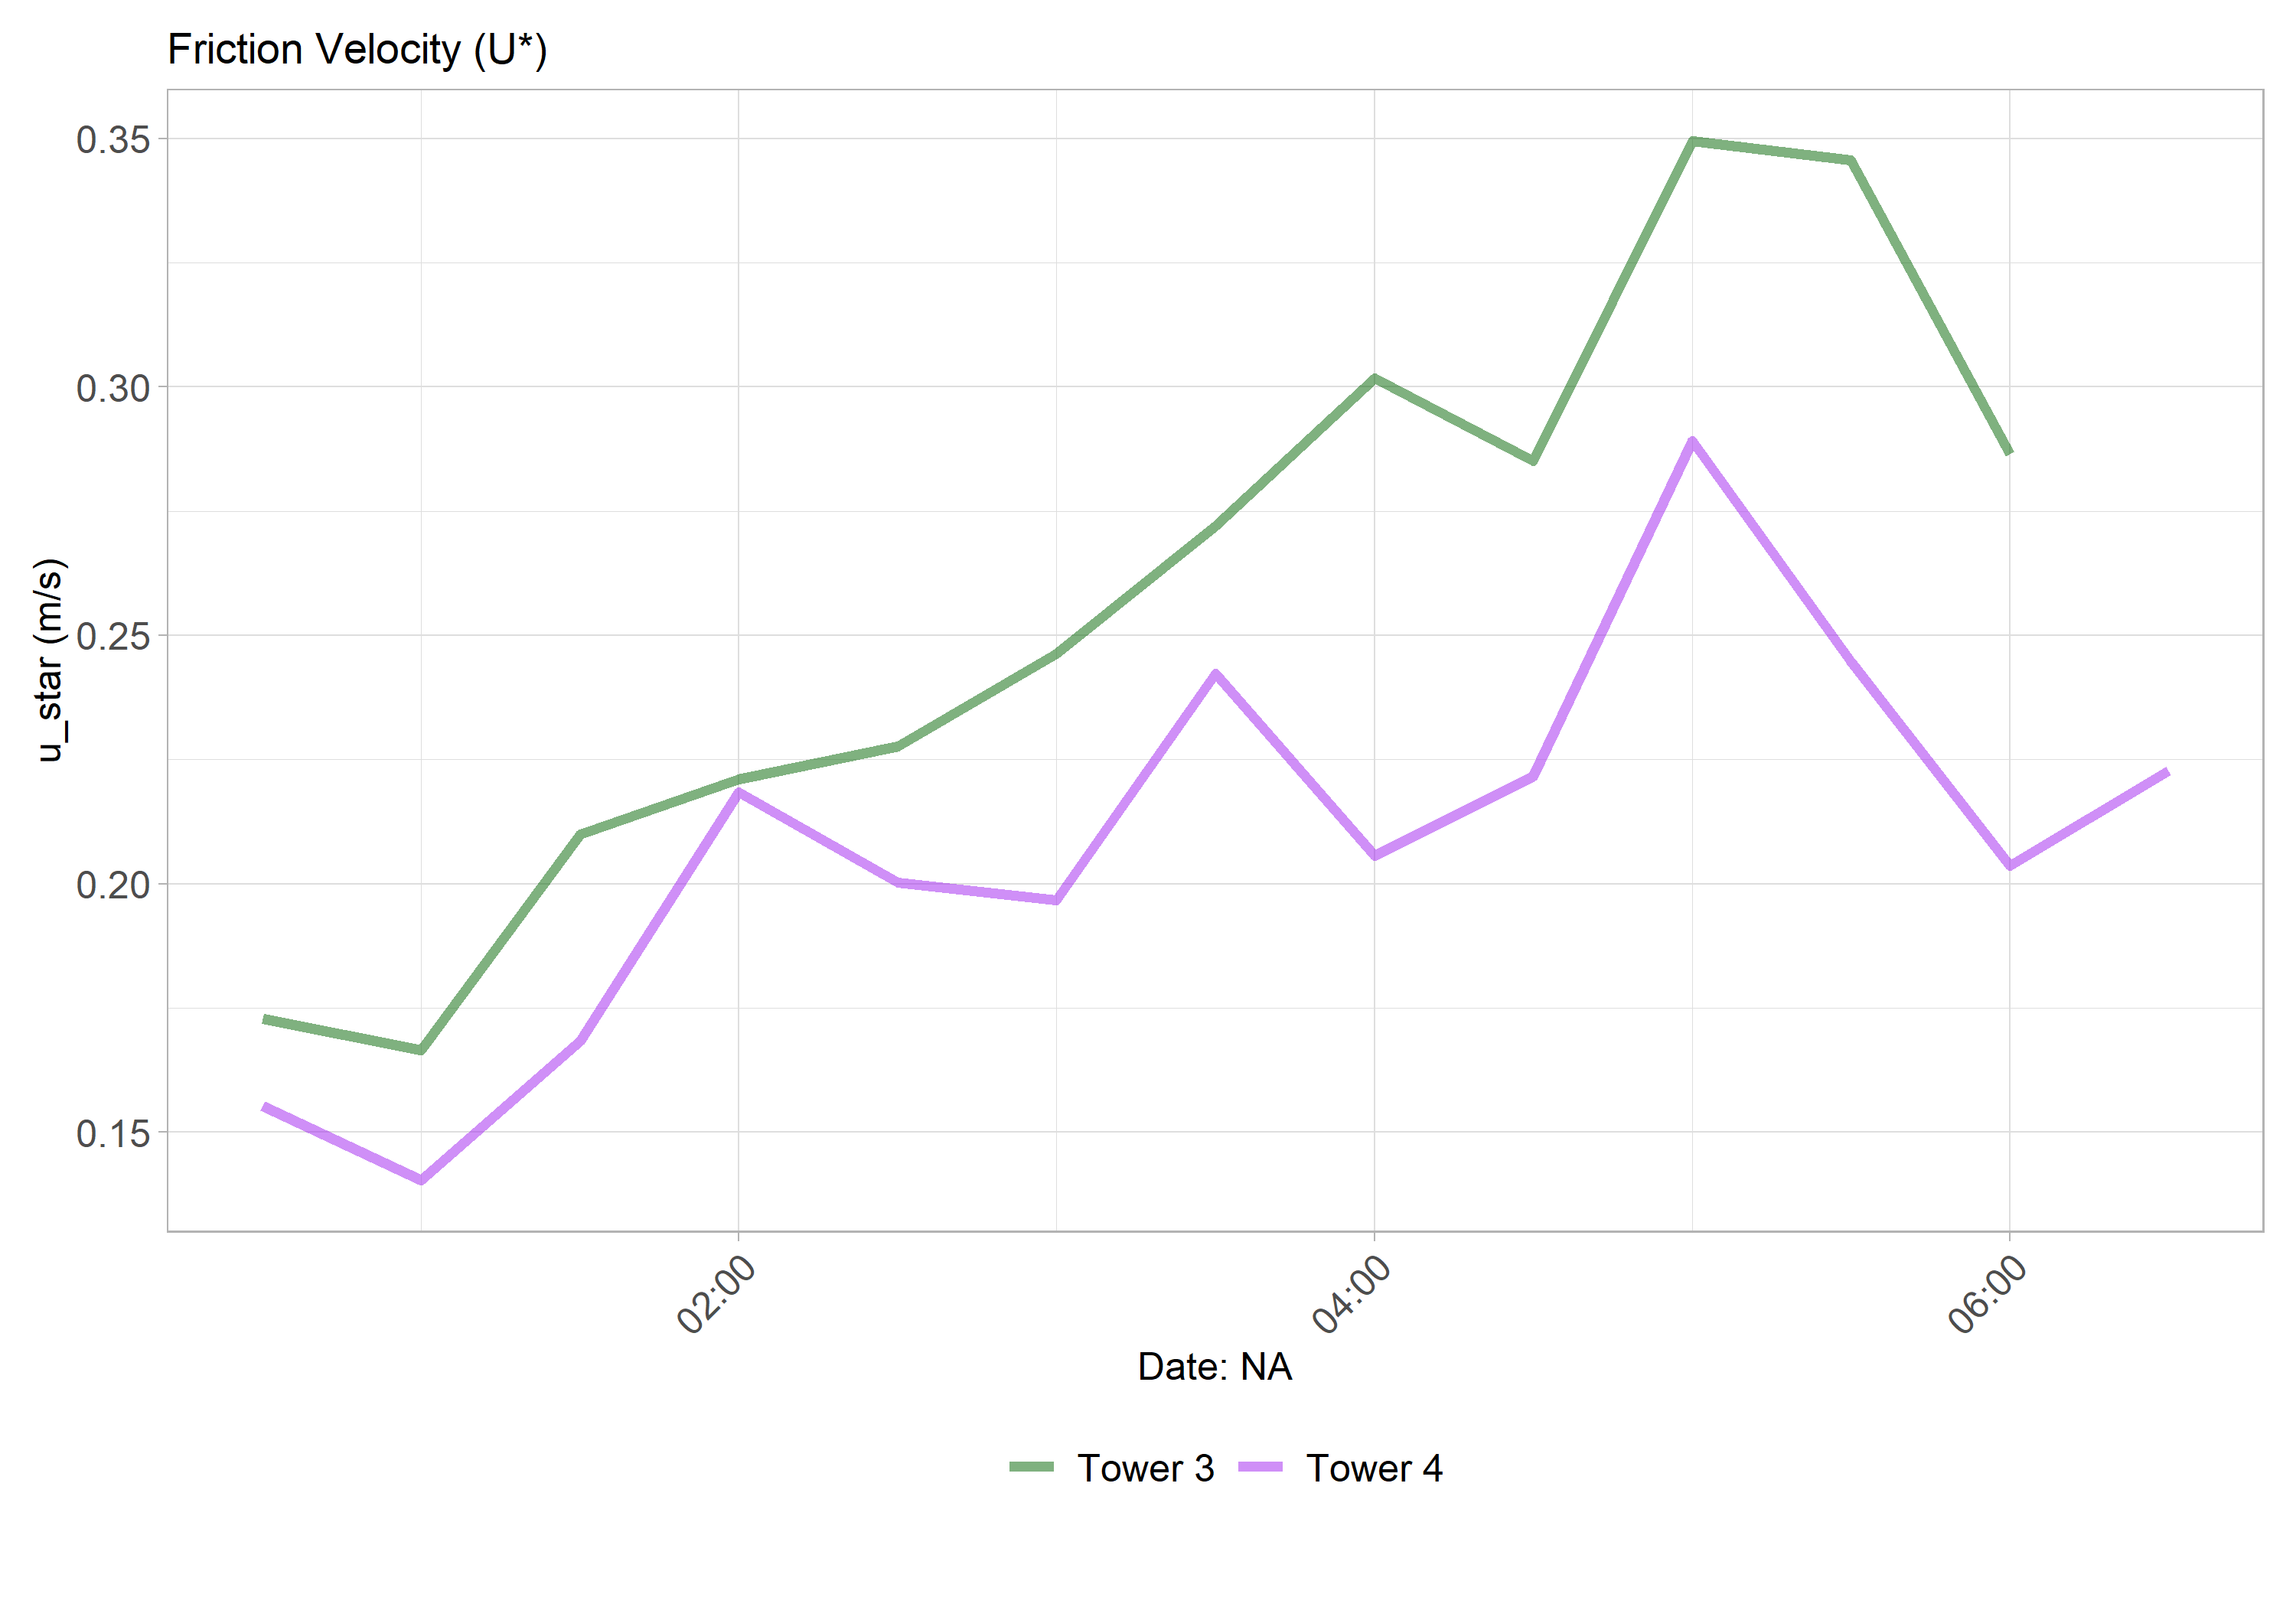 Friction Velocity (U*)
u_star (m/s)
0.35
0.30
0.25
0.20
0.15
02:00
04:00
06:00
Date: NA
Tower 3
Tower 4